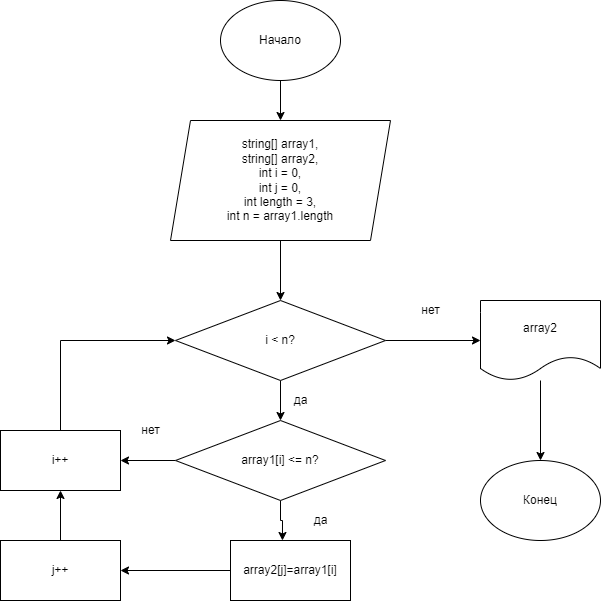 Начало
string[] array1,
string[] array2,
int i = 0,
int j = 0,
int length = 3,
int n = array1.length
i < n?
нет
array2
да
array1[i] <= n?
нет
i++
Конец
да
array2[j]=array1[i]
j++